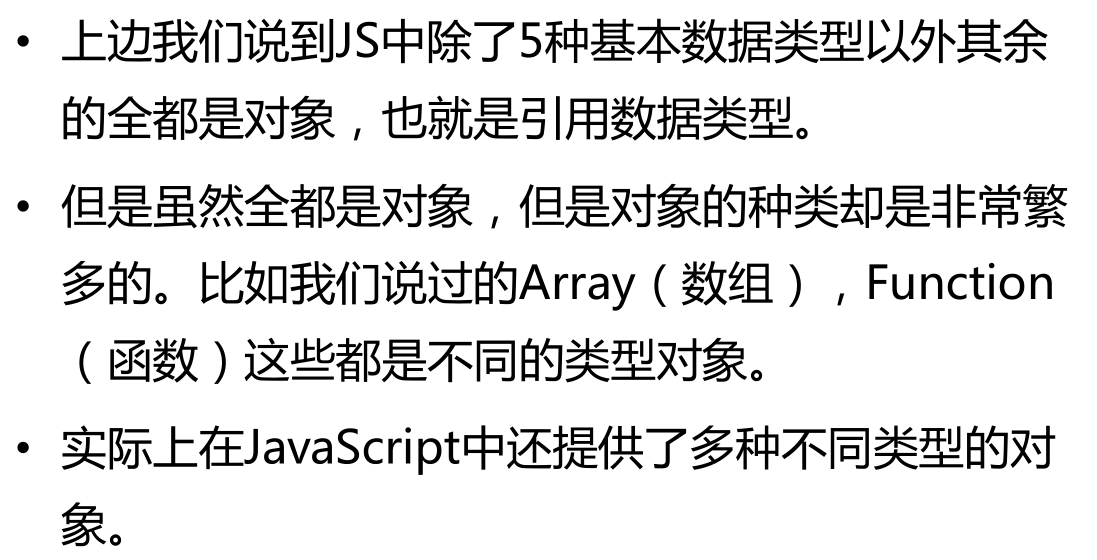 • 上边我们说到JS中除了5种基本数据类型以外其余
的全都是对象，也就是引用数据类型。
• 但是虽然全都是对象，但是对象的种类却是非常繁
多的。比如我们说过的Array（数组），Function
（函数）这些都是不同的类型对象。
• 实际上在JavaScript中还提供了多种不同类型的对
象。